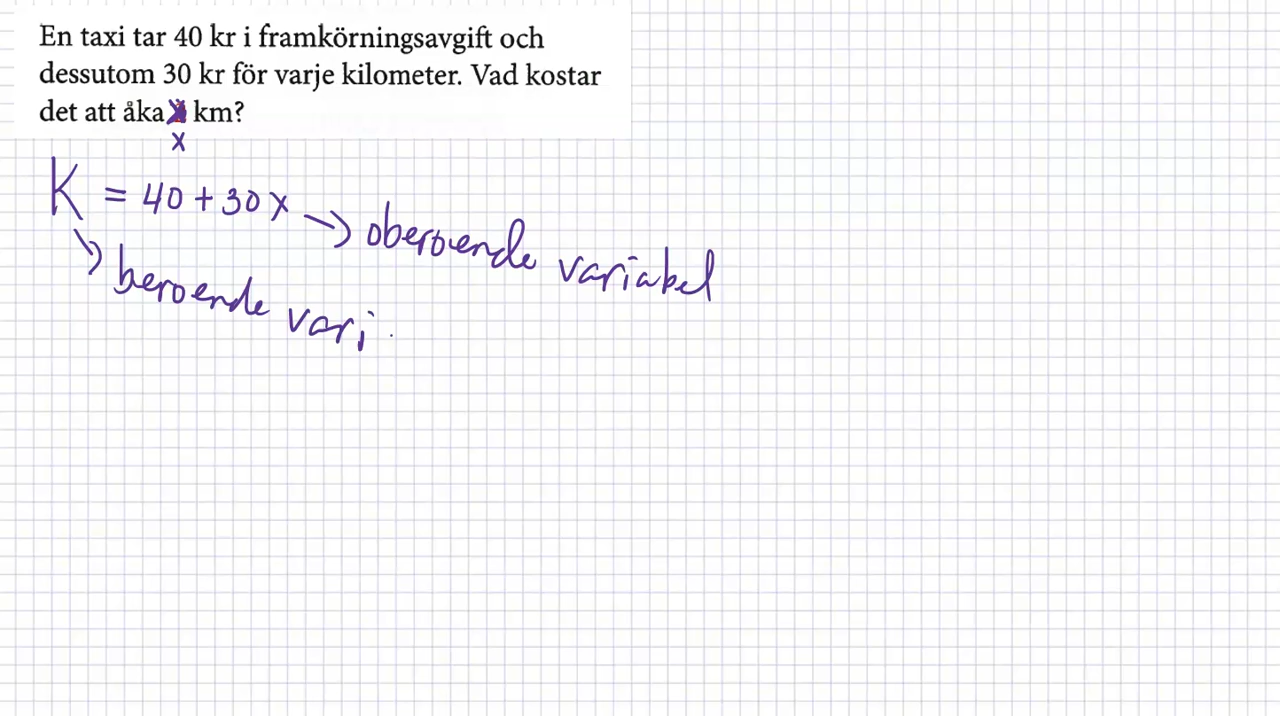 En taxi tar 40 kr i framkörningsavgift och
dessutom 30 kr för varje kilometer. Vad kostar
det att åka km?
x
K = 40 + 30x → oberoende variabel
↳ beroende vari